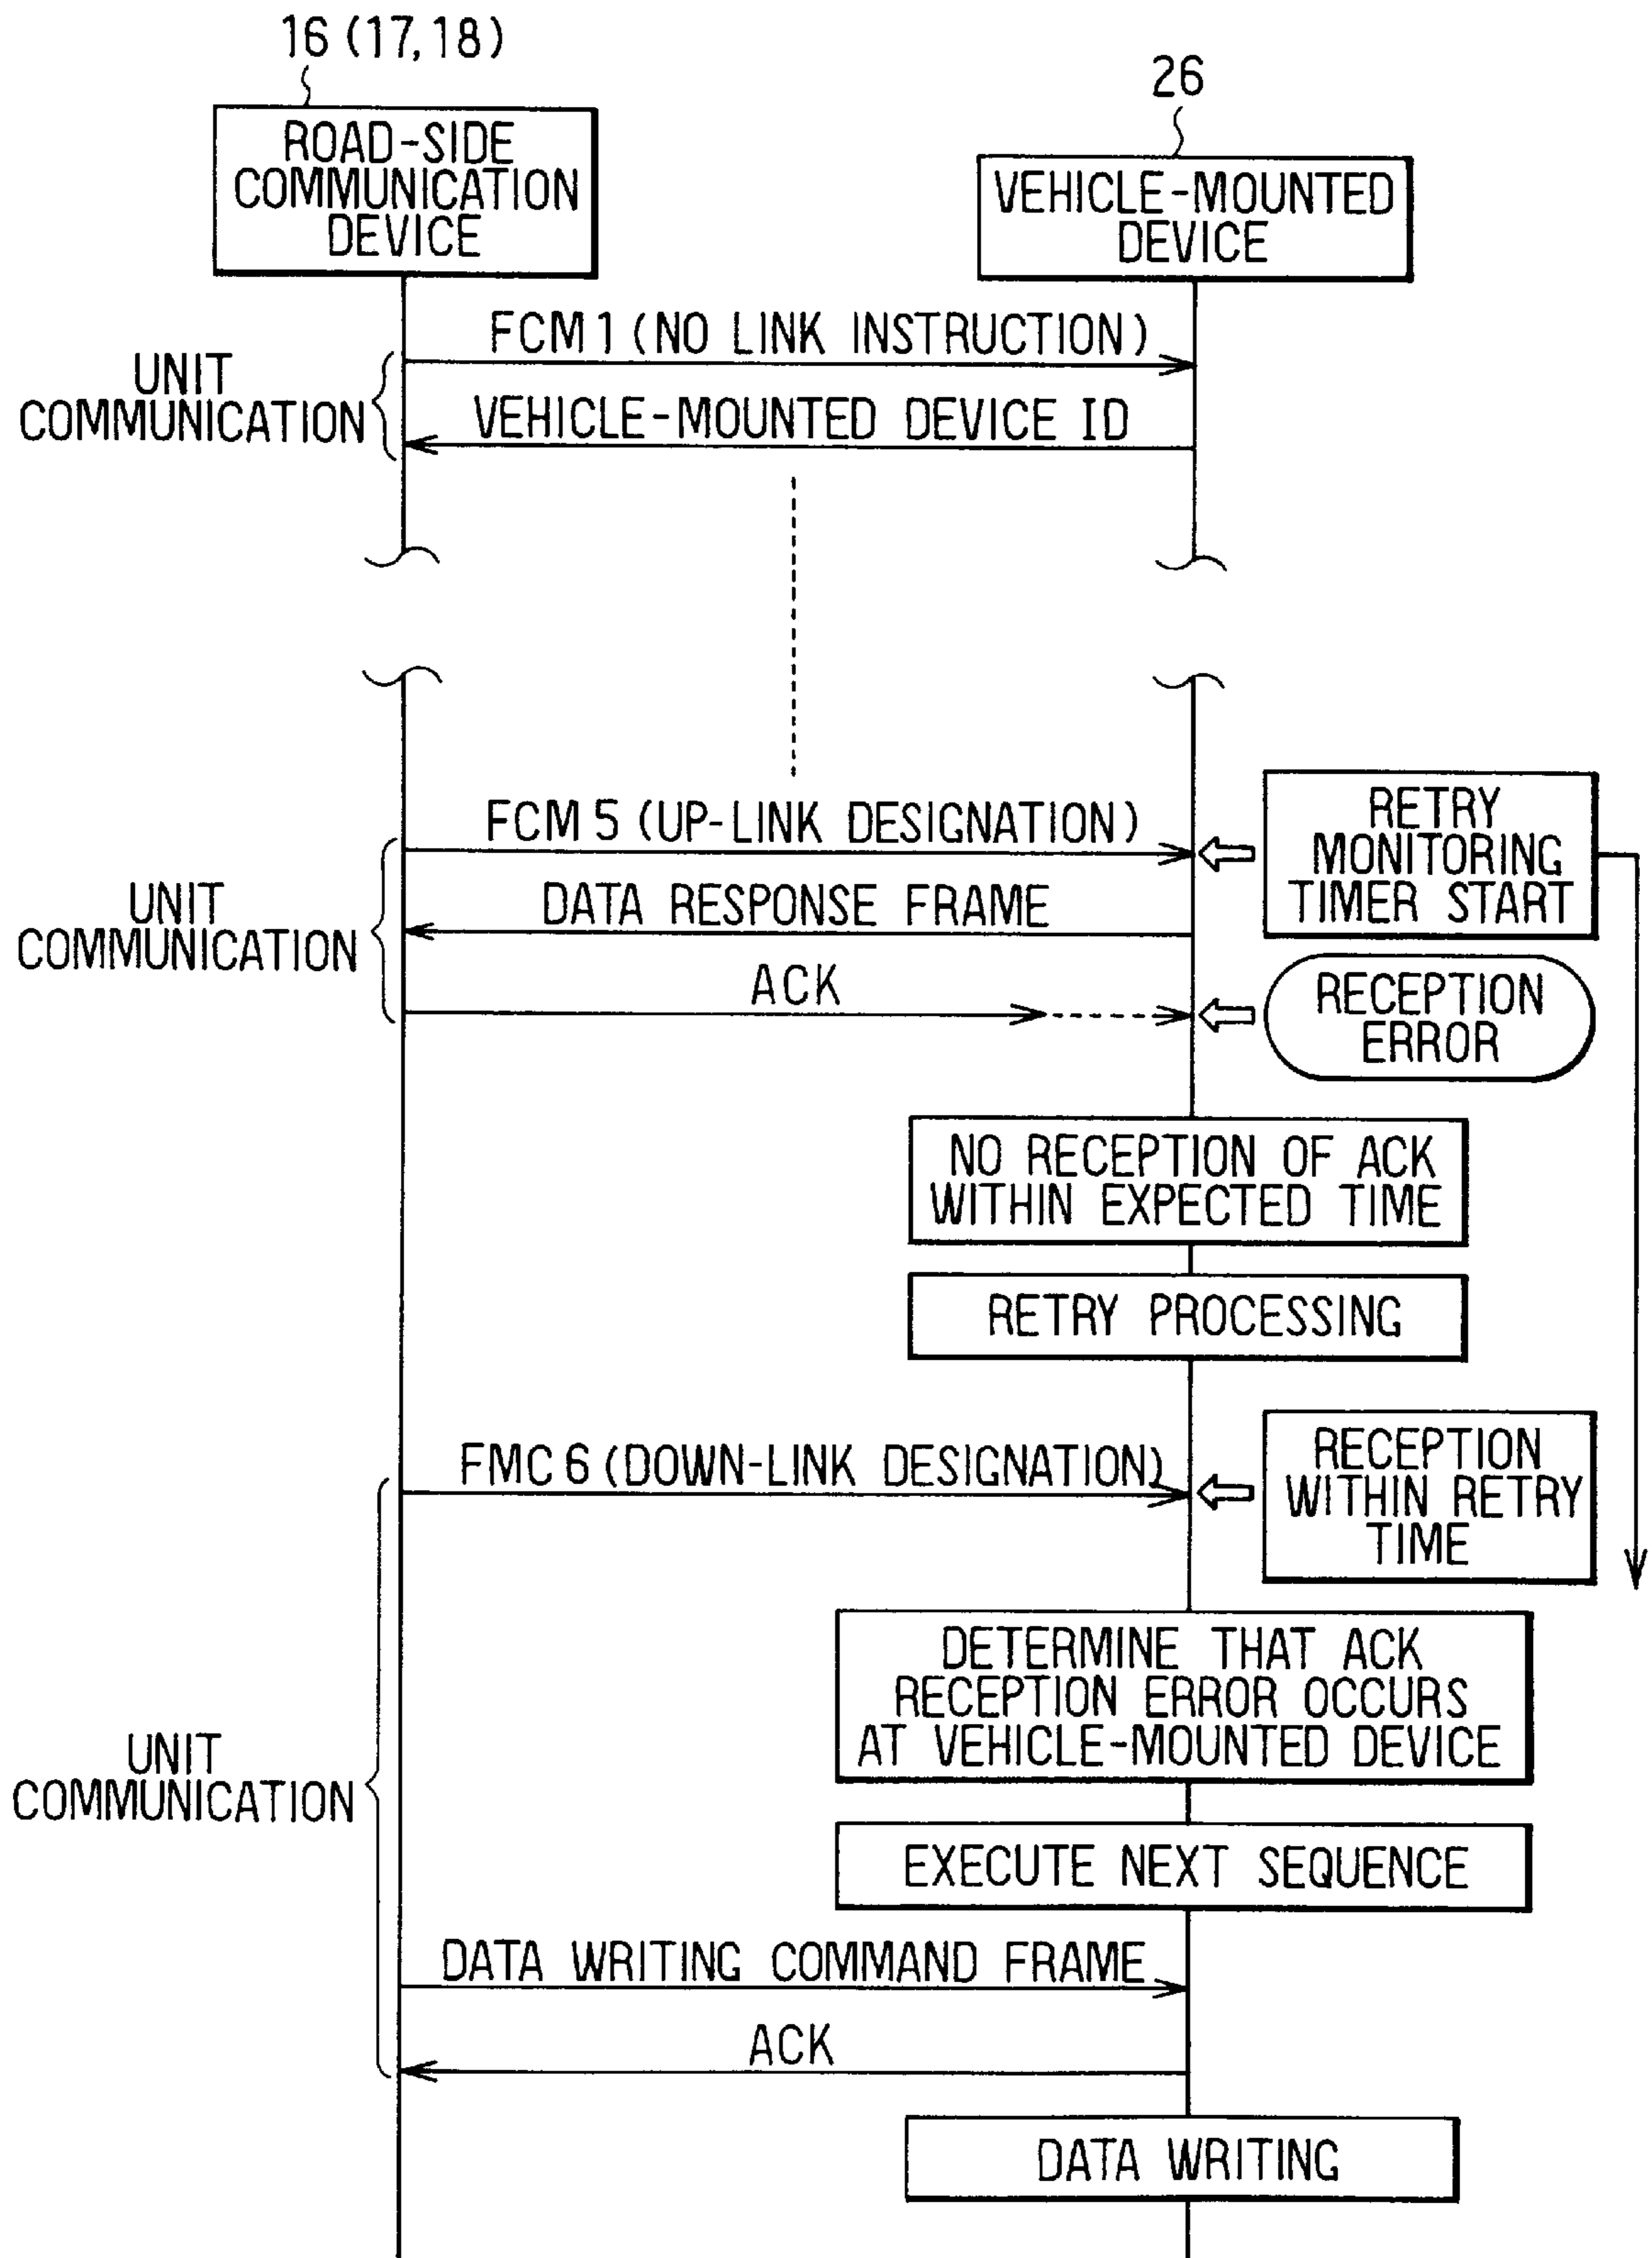 16 (17, 18)
26
ROAD-SIDE
COMMUNICATION
DEVICE
VEHICLE-MOUNTED
DEVICE
FCM 1 (NO LINK INSTRUCTION)
UNIT
COMMUNICATION
VEHICLE-MOUNTED DEVICE ID
FCM 5 (UP-LINK DESIGNATION)
RETRY
MONITORING
TIMER START
UNIT
COMMUNICATION
DATA RESPONSE FRAME
ACK
RECEPTION
ERROR
NO RECEPTION OF ACK
WITHIN EXPECTED TIME
RETRY PROCESSING
FMC 6 (DOWN-LINK DESIGNATION)
RECEPTION
WITHIN RETRY
TIME
DETERMINE THAT ACK
RECEPTION ERROR OCCURS
AT VEHICLE-MOUNTED DEVICE
UNIT
COMMUNICATION
EXECUTE NEXT SEQUENCE
DATA WRITING COMMAND FRAME
ACK
DATA WRITING